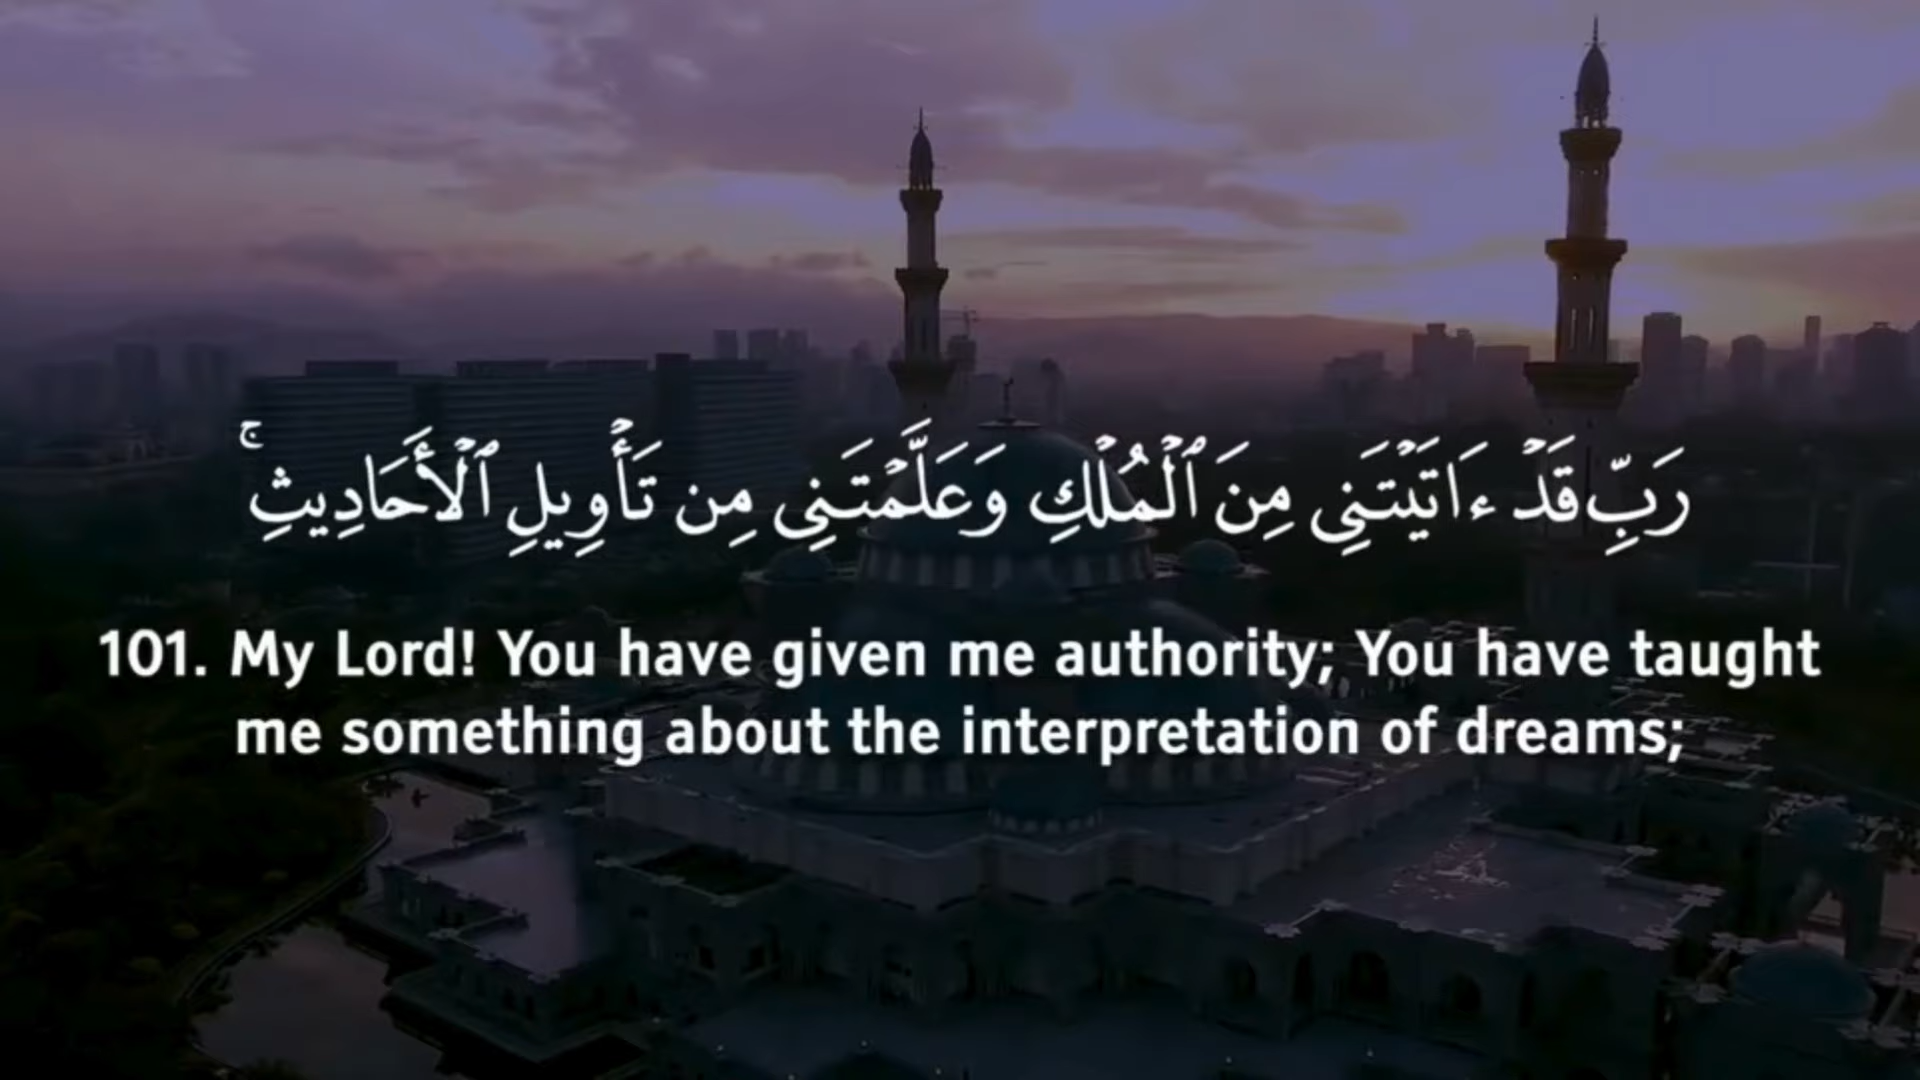 رَبِّ قَدْ ءَاتَيْتَنِى مِنَ ٱلْمُلْكِ وَعَلَّمْتَنِى مِن تَأْوِيلِ ٱلْأَحَادِيثِ ۚ
101. My Lord! You have given me authority; You have taught
me something about the interpretation of dreams;